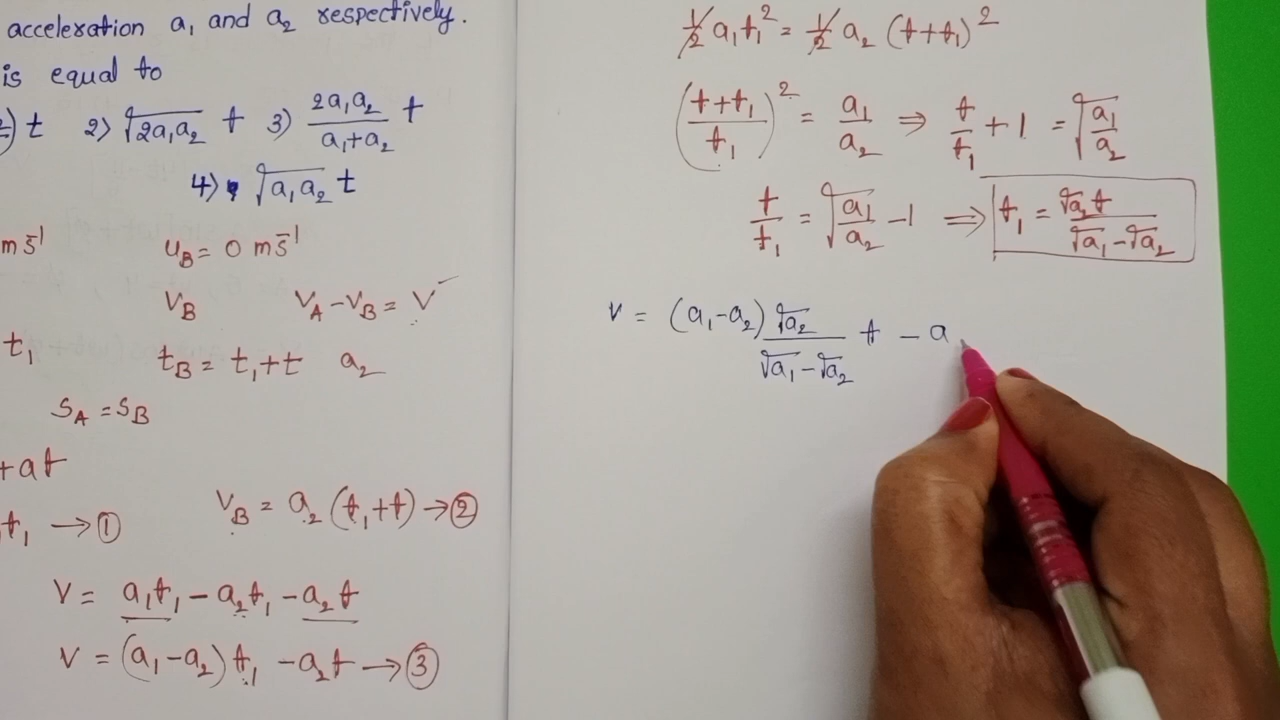 acceleration a₁ and a₂ respectively.
is equal to
) t 2) √2a₁a₂ t 3) 2a₁a₂/a₁+a₂ t
4) √a₁a₂ t
m s̄¹ u_B = 0 m s̄¹
V_B V_A - V_B = V
t₁ t_B = t₁+t a₂
S_A = S_B
+at
t₁ → ① V_B = a₂ (t₁+t) → ②
V = a₁t₁ - a₂t₁ - a₂t
V = (a₁-a₂) t₁ - a₂t → ③
½ a₁t₁² = ½ a₂ (t+t₁)²
((t+t₁)/t₁)² = a₁/a₂ ⇒ t/t₁ + 1 = √(a₁/a₂)
t/t₁ = √(a₁/a₂) - 1 ⇒ t₁ = √a₂ t/(√a₁-√a₂)
V = (a₁-a₂) √a₂/(√a₁-√a₂) t - a